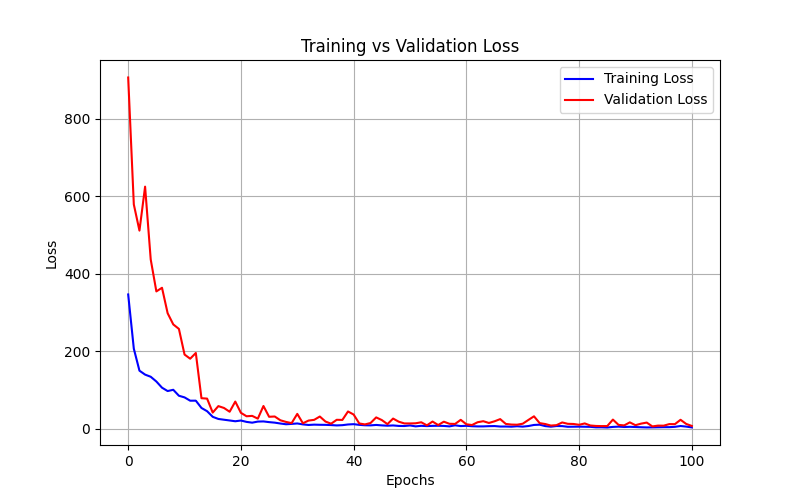 Training vs Validation Loss
Training Loss
Validation Loss
800
600
400
200
0
Loss
0 20 40 60 80 100
Epochs